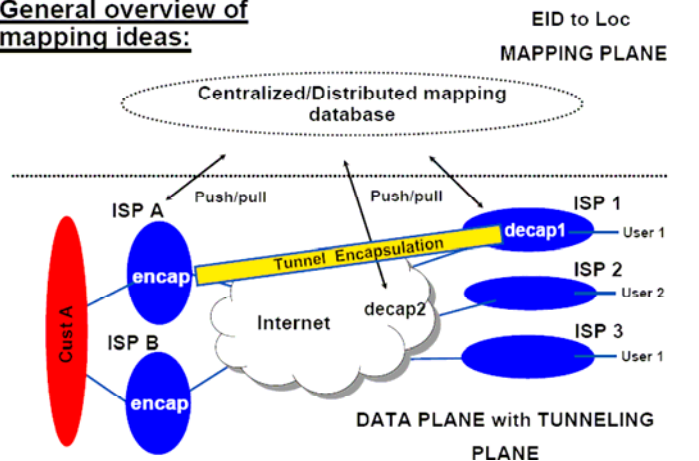 General overview of
mapping ideas:
EID to Loc
MAPPING PLANE
Centralized/Distributed mapping
database
Push/pull
Push/pull
ISP A
ISP 1
encap
Tunnel Encapsulation
decap1
User 1
ISP 2
Cust A
Internet
decap2
User 2
ISP B
ISP 3
User 1
encap
DATA PLANE with TUNNELING
PLANE